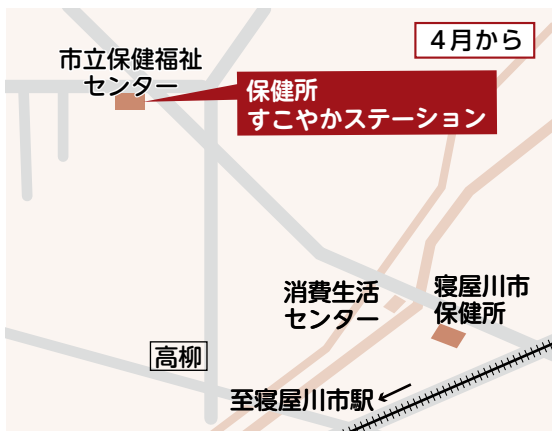 4月から
市立保健福祉
センター
保健所
すこやかステーション
消費生活
センター
寝屋川市
保健所
高柳
至寝屋川市駅